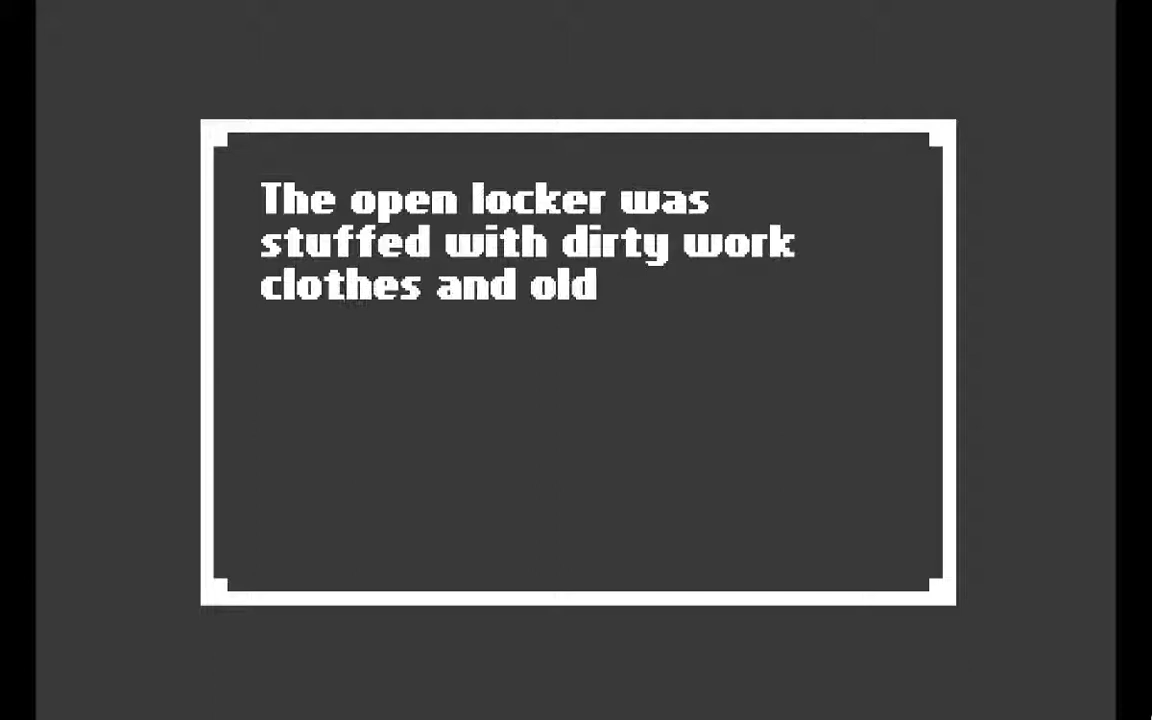 The open locker was
stuffed with dirty work
clothes and old